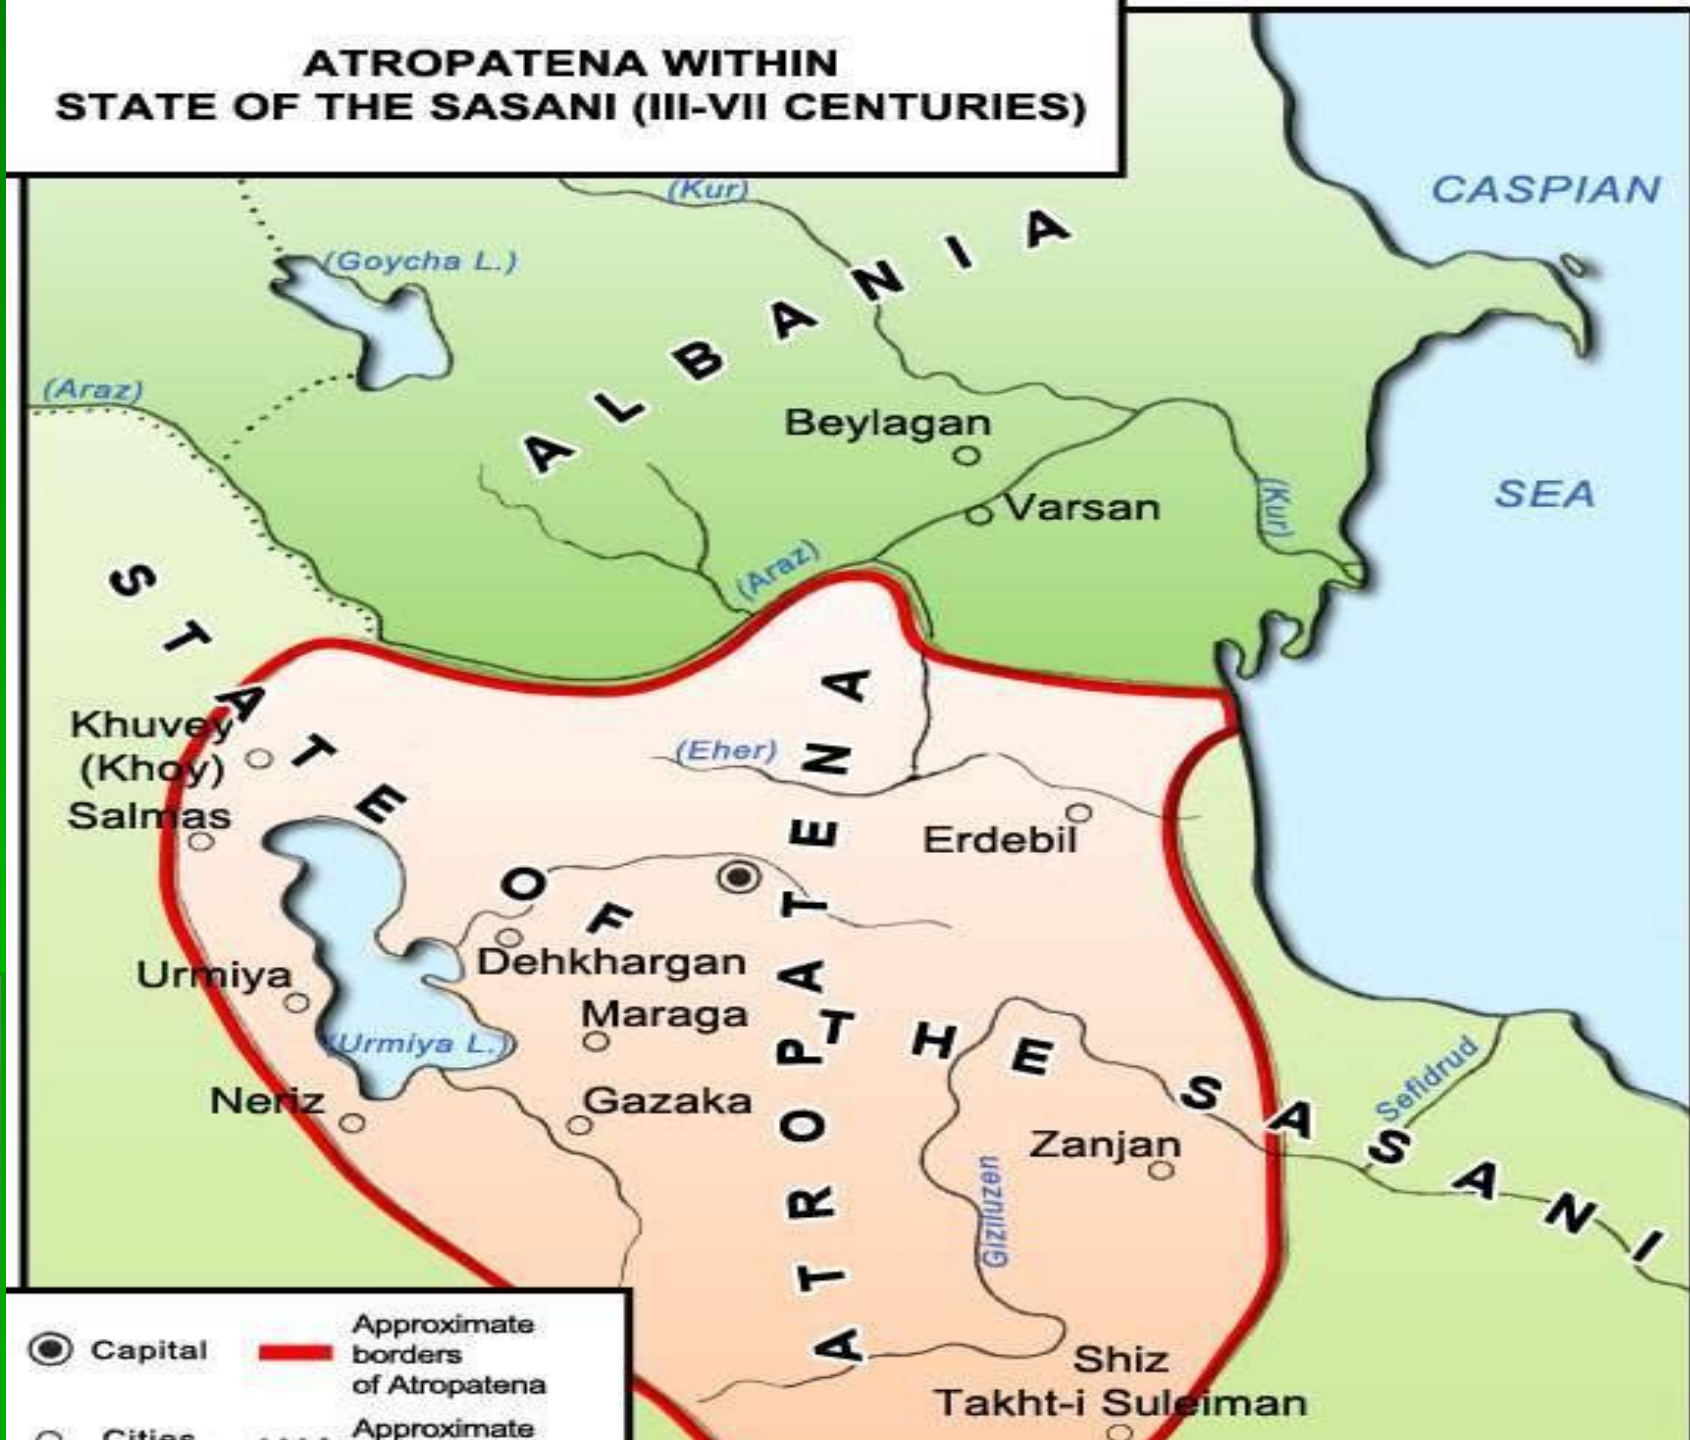 ATROPATENA WITHIN
STATE OF THE SASANI (III-VII CENTURIES)
(Kur)
CASPIAN
SEA
(Goycha L.)
ALBANIA
(Araz)
Beylagan
Varsan
(Kur)
(Araz)
STATE OF THE SASANI
ATROPATENA
Khuvey
(Khoy)
Salmas
(Eher)
Erdebil
Dehkhargan
Urmiya
Maraga
(Urmiya L.)
Neriz
Gazaka
Zanjan
Sefidrud
Giziluzen
Shiz
Takht-i Suleiman
Capital
Approximate
borders
of Atropatena
Cities
Approximate